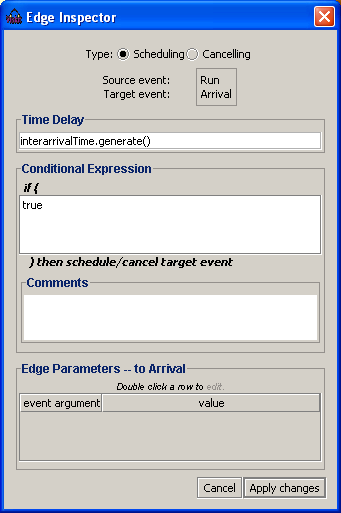 Edge Inspector
Type: Scheduling Cancelling
Source event: Run
Target event: Arrival
Time Delay
interarrivalTime.generate()
Conditional Expression
if {
true
} then schedule/cancel target event
Comments
Edge Parameters -- to Arrival
Double click a row to edit.
event argument value
Cancel Apply changes